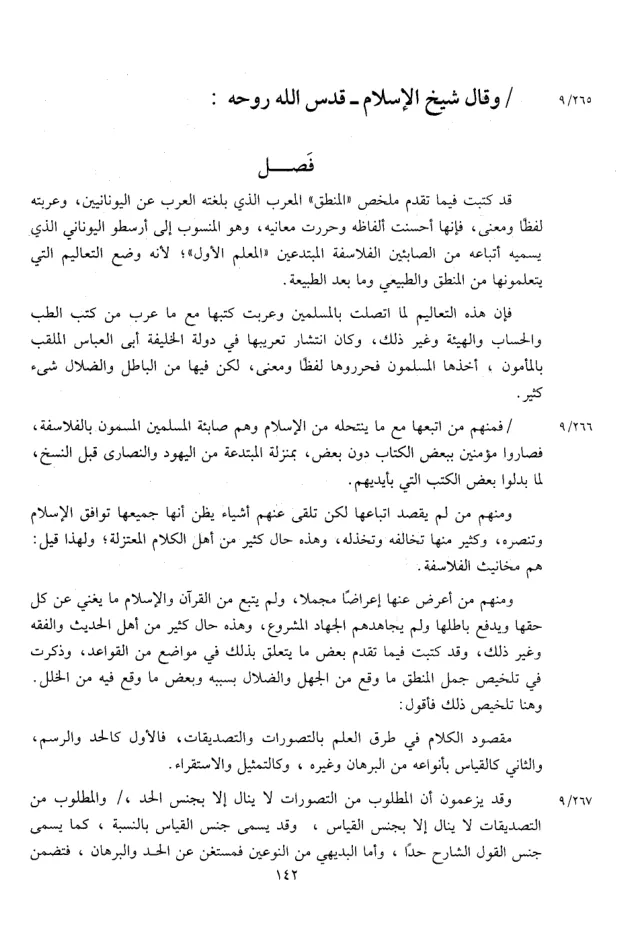 ٩/٢٦٥ / وقال شيخ الإسلام ـ قدس الله روحه :
فَصــــل
قد كتبت فيما تقدم ملخص «المنطق» المعرب الذي بلغته العرب عن اليونانيين، وعربته
لفظًا ومعنى، فإنها أحسنت ألفاظه وحررت معانيه، وهو المنسوب إلى أرسطو اليوناني الذي
يسميه أتباعه من الصابئين الفلاسفة المبتدعين «المعلم الأول»؛ لأنه وضع التعاليم التي
يتعلمونها من المنطق والطبيعي وما بعد الطبيعة.
فإن هذه التعاليم لما اتصلت بالمسلمين وعربت كتبها مع ما عرب من كتب الطب
والحساب والهيئة وغير ذلك، وكان انتشار تعريبها في دولة الخليفة أبى العباس الملقب
بالمأمون ، أخذها المسلمون فحرروها لفظًا ومعنى، لكن فيها من الباطل والضلال شىء
كثير.
٩/٢٦٦ / فمنهم من اتبعها مع ما ينتحله من الإسلام وهم صابئة المسلمين المسمون بالفلاسفة،
فصاروا مؤمنين ببعض الكتاب دون بعض، بمنزلة المبتدعة من اليهود والنصارى قبل النسخ،
لما بدلوا بعض الكتب التي بأيديهم.
ومنهم من لم يقصد اتباعها لكن تلقى عنهم أشياء يظن أنها جميعها توافق الإسلام
وتنصره، وكثير منها تخالفه وتخذله، وهذه حال كثير من أهل الكلام المعتزلة؛ ولهذا قيل:
هم مخانيث الفلاسفة.
ومنهم من أعرض عنها إعراضًا مجملا، ولم يتبع من القرآن والإسلام ما يغني عن كل
حقها ويدفع باطلها ولم يجاهدهم الجهاد المشروع، وهذه حال كثير من أهل الحديث والفقه
وغير ذلك، وقد كتبت فيما تقدم بعض ما يتعلق بذلك في مواضع من القواعد، وذكرت
في تلخيص جمل المنطق ما وقع من الجهل والضلال بسببه وبعض ما وقع فيه من الخلل.
وهنا تلخيص ذلك فأقول:
مقصود الكلام في طرق العلم بالتصورات والتصديقات، فالأول كالحد والرسم،
والثاني كالقياس بأنواعه من البرهان وغيره ، وكالتمثيل والاستقراء.
٩/٢٦٧ وقد يزعمون أن المطلوب من التصورات لا ينال إلا بجنس الحد ،/ والمطلوب من
التصديقات لا ينال إلا بجنس القياس ، وقد يسمى جنس القياس بالنسبة ، كما يسمى
جنس القول الشارح حدًا ، وأما البديهي من النوعين فمستغن عن الحد والبرهان ، فتضمن
١٤٢